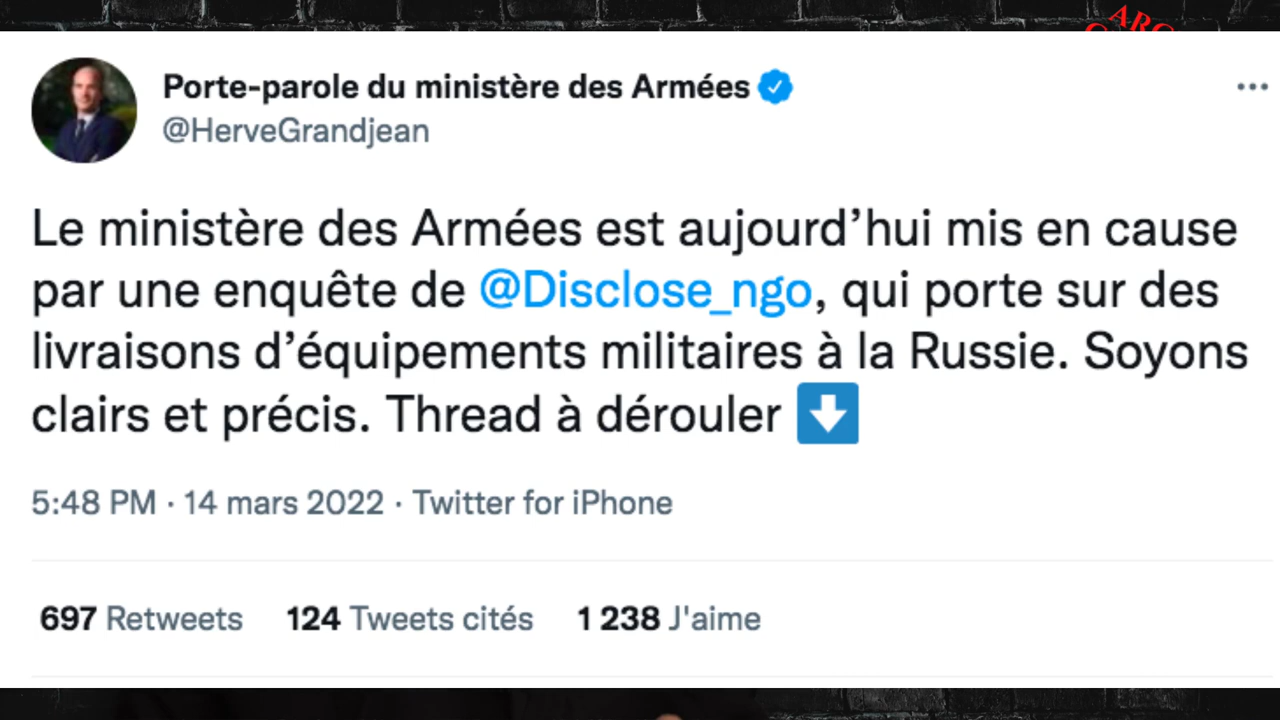 Porte-parole du ministère des Armées
@HerveGrandjean
Le ministère des Armées est aujourd’hui mis en cause
par une enquête de @Disclose_ngo, qui porte sur des
livraisons d’équipements militaires à la Russie. Soyons
clairs et précis. Thread à dérouler
5:48 PM · 14 mars 2022 · Twitter for iPhone
697 Retweets 124 Tweets cités 1 238 J'aime